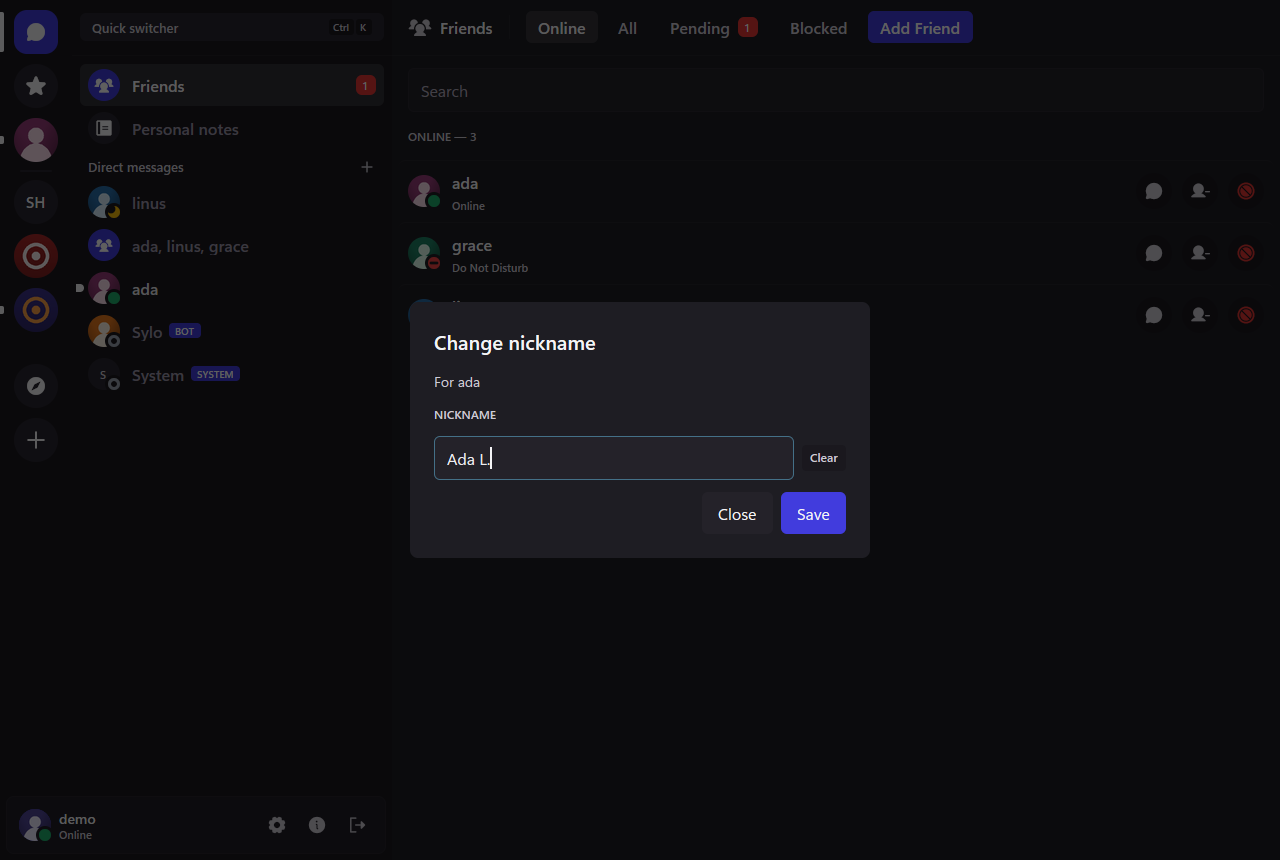 Quick switcher
Ctrl K
Friends
Online
All
Pending 1
Blocked
Add Friend
Friends 1
Search
Personal notes
ONLINE — 3
Direct messages
SH
linus
ada, linus, grace
ada
Sylo BOT
S
System SYSTEM
ada
Online
grace
Do Not Disturb
Change nickname
For ada
NICKNAME
Ada L.
Clear
Close
Save
demo
Online